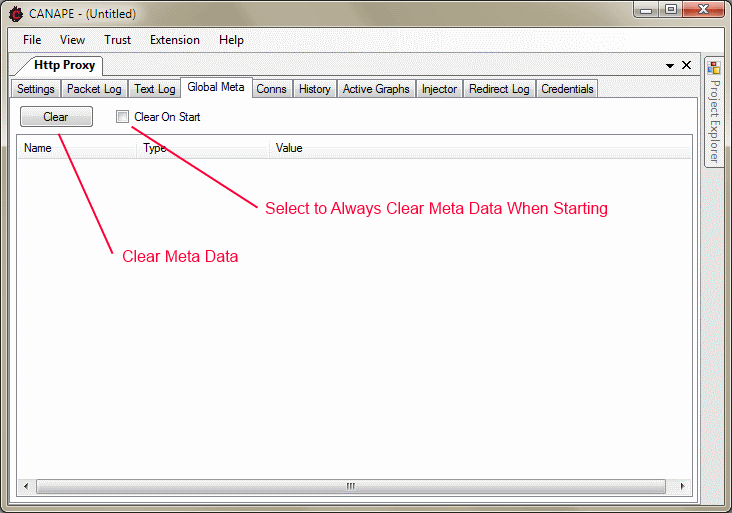 CANAPE - (Untitled)
File View Trust Extension Help
Http Proxy
Settings Packet Log Text Log Global Meta Conns History Active Graphs Injector Redirect Log Credentials
Clear Clear On Start
Name Type Value
Select to Always Clear Meta Data When Starting
Clear Meta Data
Project Explorer